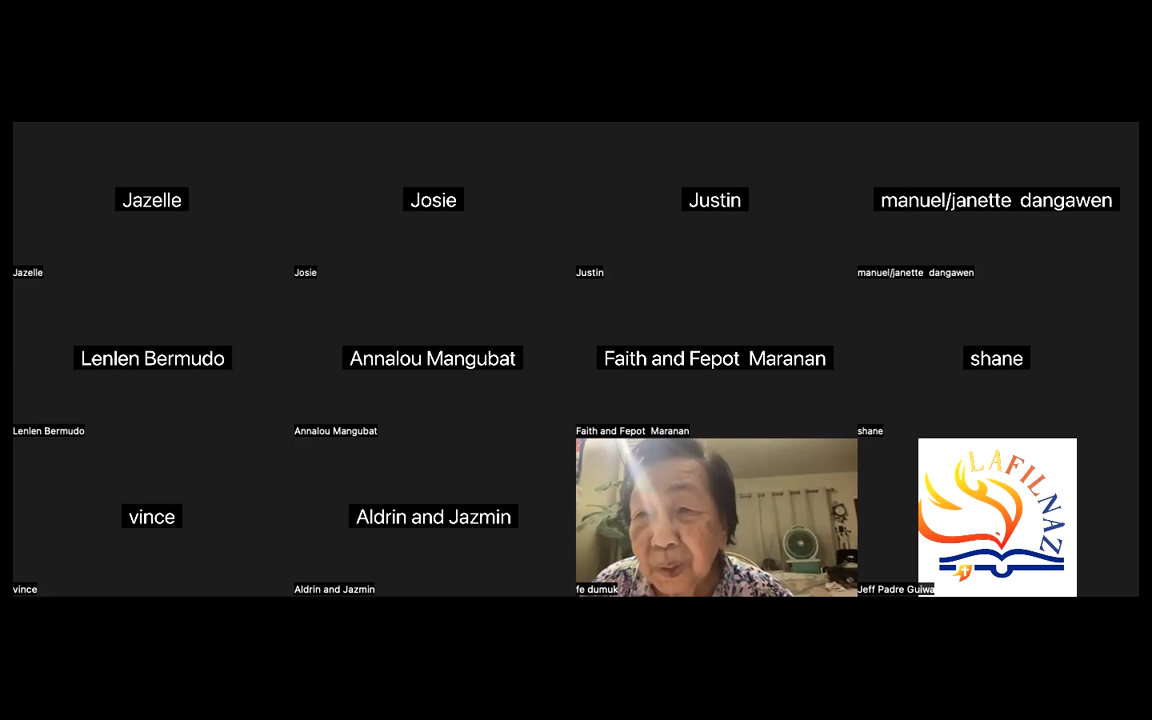 Jazelle
Josie
Justin
manuel/janette dangawen
Jazelle
Josie
Justin
manuel/janette dangawen
Lenlen Bermudo
Annalou Mangubat
Faith and Fepot Maranan
shane
Lenlen Bermudo
Annalou Mangubat
Faith and Fepot Maranan
shane
vince
Aldrin and Jazmin
LAFILNAZ
vince
Aldrin and Jazmin
fe dumuk
Jeff Padre Guiwa